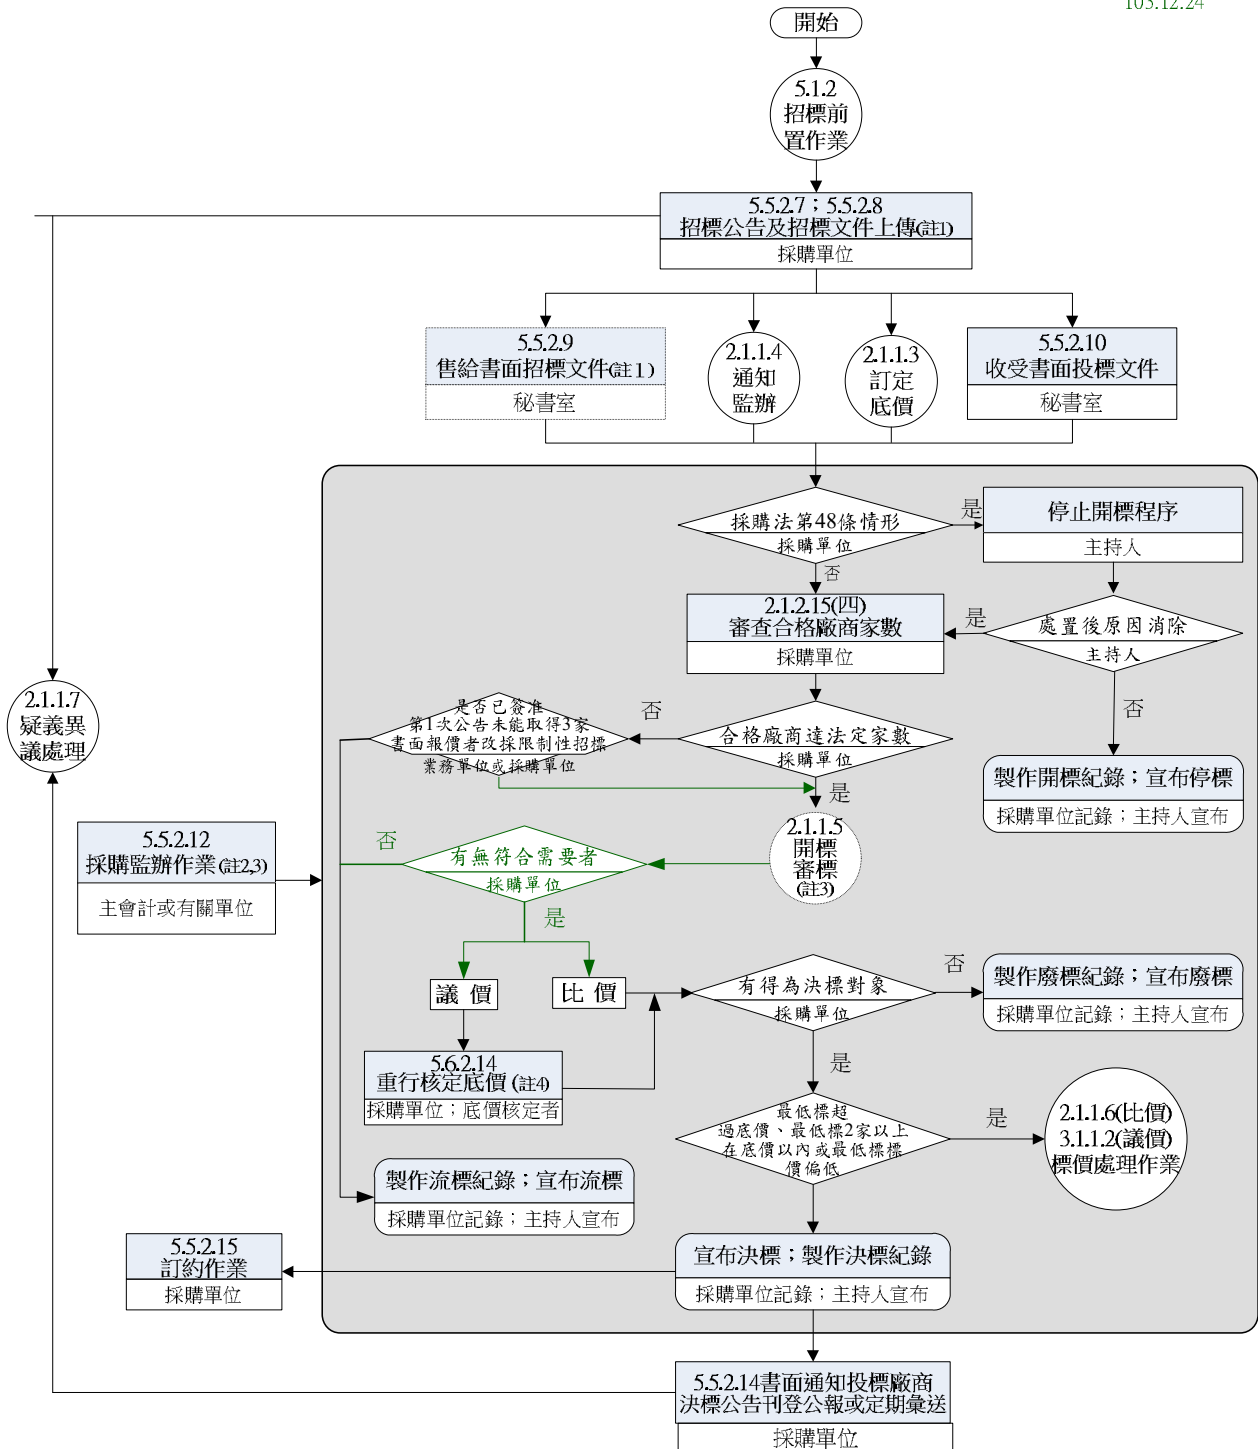 105.12.24
開始
5.1.2
招標前
置作業
5.5.2.7；5.5.2.8
招標公告及招標文件上傳(註1)
採購單位
5.5.2.9
售給書面招標文件(註1)
秘書室
2.1.1.4
通知
監辦
2.1.1.3
訂定
底價
5.5.2.10
收受書面投標文件
秘書室
採購法第48條情形
採購單位
是
否
停止開標程序
主持人
2.1.2.15(四)
審查合格廠商家數
採購單位
是
處置後原因消除
主持人
否
2.1.1.7
疑義異
議處理
是否已簽准
第1次公告未能取得3家
書面報價者改採限制性招標
業務單位或採購單位
否
合格廠商達法定家數
採購單位
是
製作開標紀錄；宣布停標
採購單位記錄；主持人宣布
5.5.2.12
採購監辦作業(註2,3)
主會計或有關單位
否
有無符合需要者
採購單位
是
2.1.1.5
開標
審標
(註3)
議價
比價
有得為決標對象
採購單位
否
是
製作廢標紀錄；宣布廢標
採購單位記錄；主持人宣布
5.6.2.14
重行核定底價(註4)
採購單位；底價核定者
最低標超
過底價、最低標2家以上
在底價以內或最低標標
價偏低
是
2.1.1.6(比價)
3.1.1.2(議價)
標價處理作業
製作流標紀錄；宣布流標
採購單位記錄；主持人宣布
5.5.2.15
訂約作業
採購單位
宣布決標；製作決標紀錄
採購單位記錄；主持人宣布
5.5.2.14書面通知投標廠商
決標公告刊登公報或定期彙送
採購單位